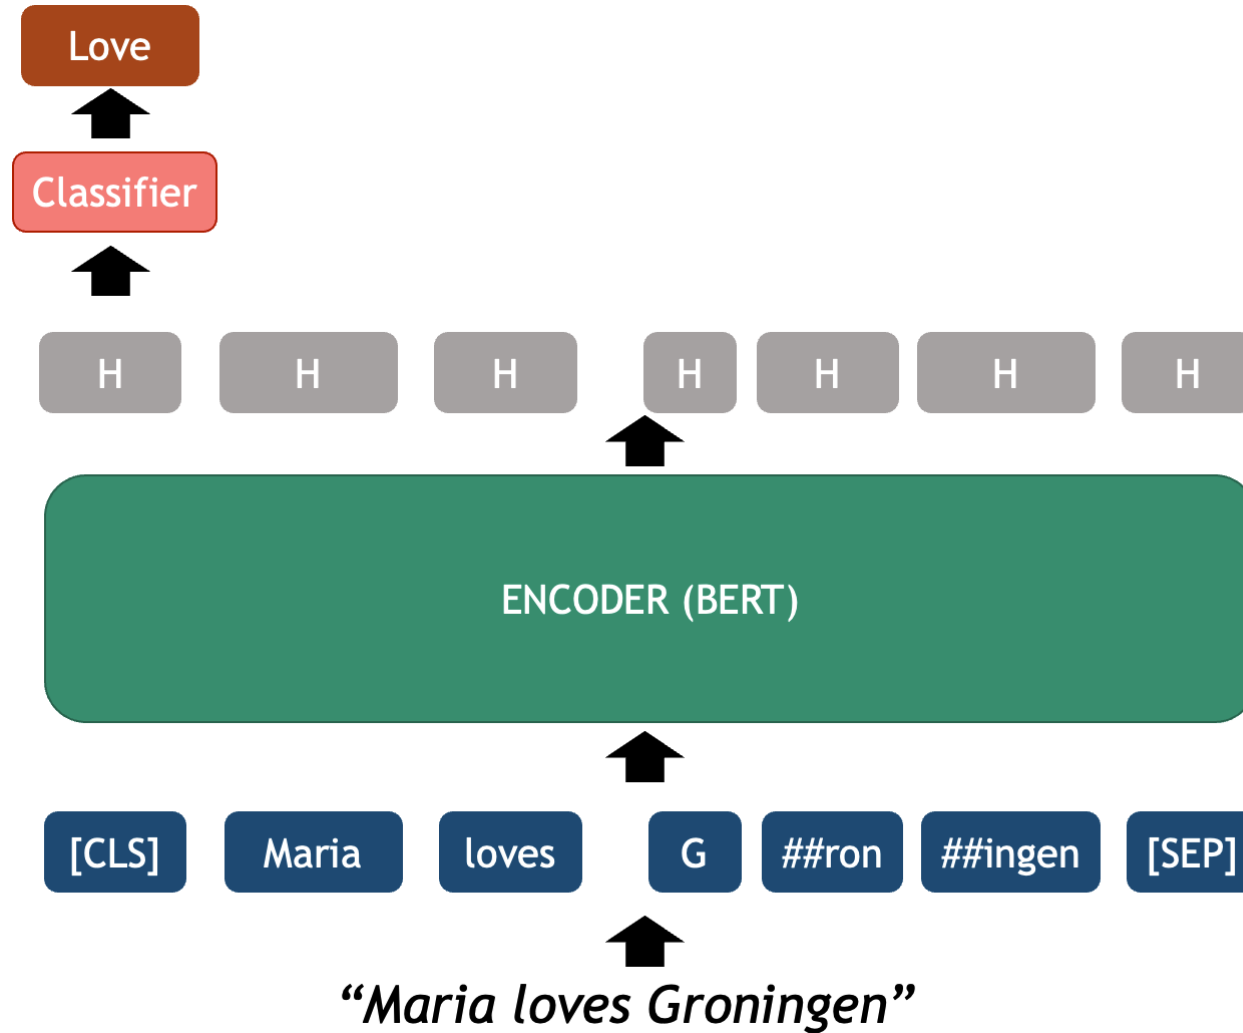 Love
Classifier
H H H H H H H
ENCODER (BERT)
[CLS] Maria loves G ##ron ##ingen [SEP]
“Maria loves Groningen”